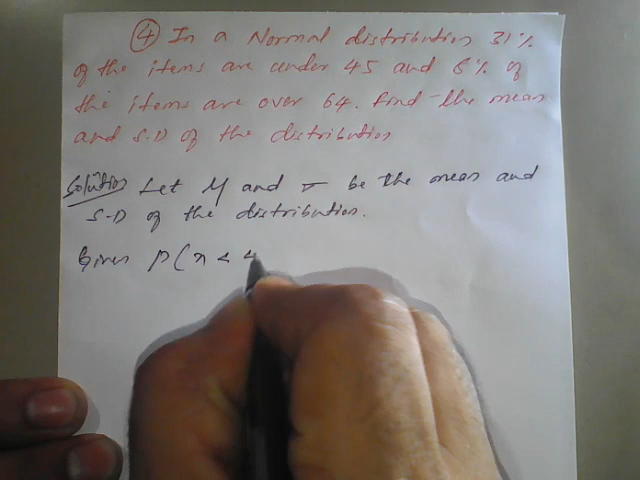 ④ In a Normal distribution 31%
of the items are under 45 and 8% of
the items are over 64. find the mean
and S.D of the distribution
Solution Let M and σ be the mean and
S.D of the distribution.
Given P(x < 4